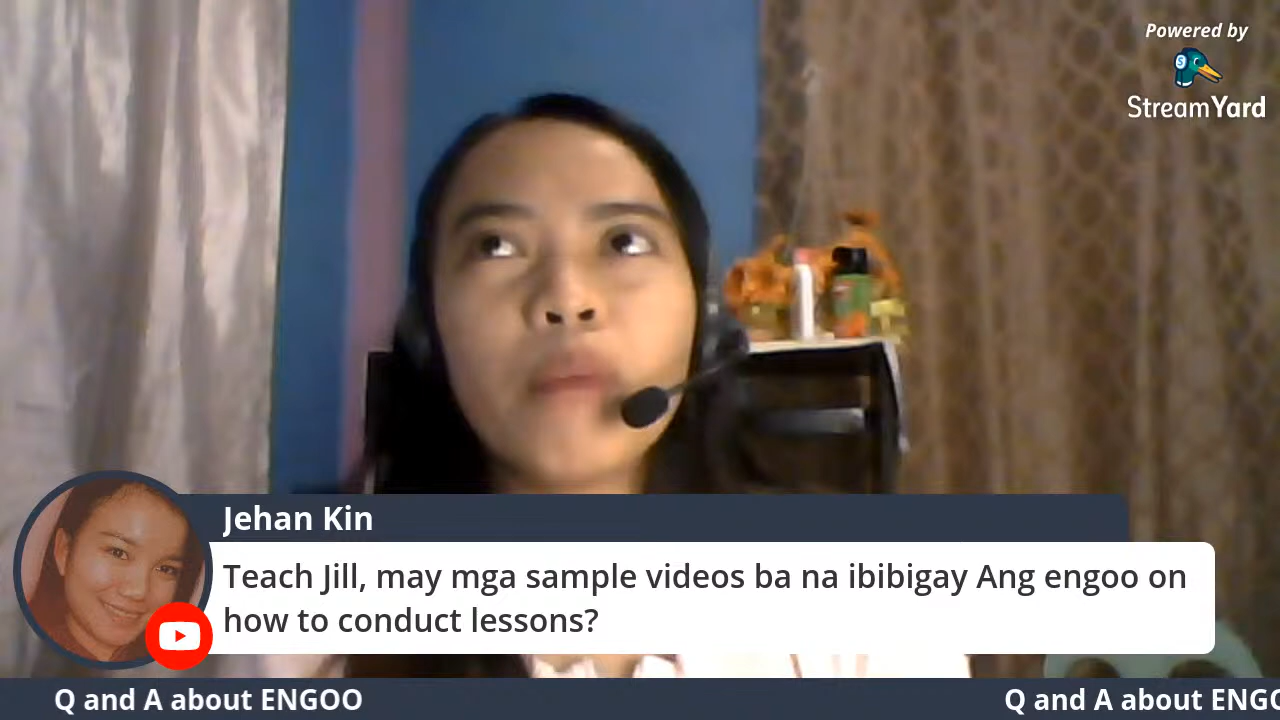 Powered by
StreamYard
Jehan Kin
Teach Jill, may mga sample videos ba na ibibigay Ang engoo on
how to conduct lessons?
Q and A about ENGOO
Q and A about ENGO